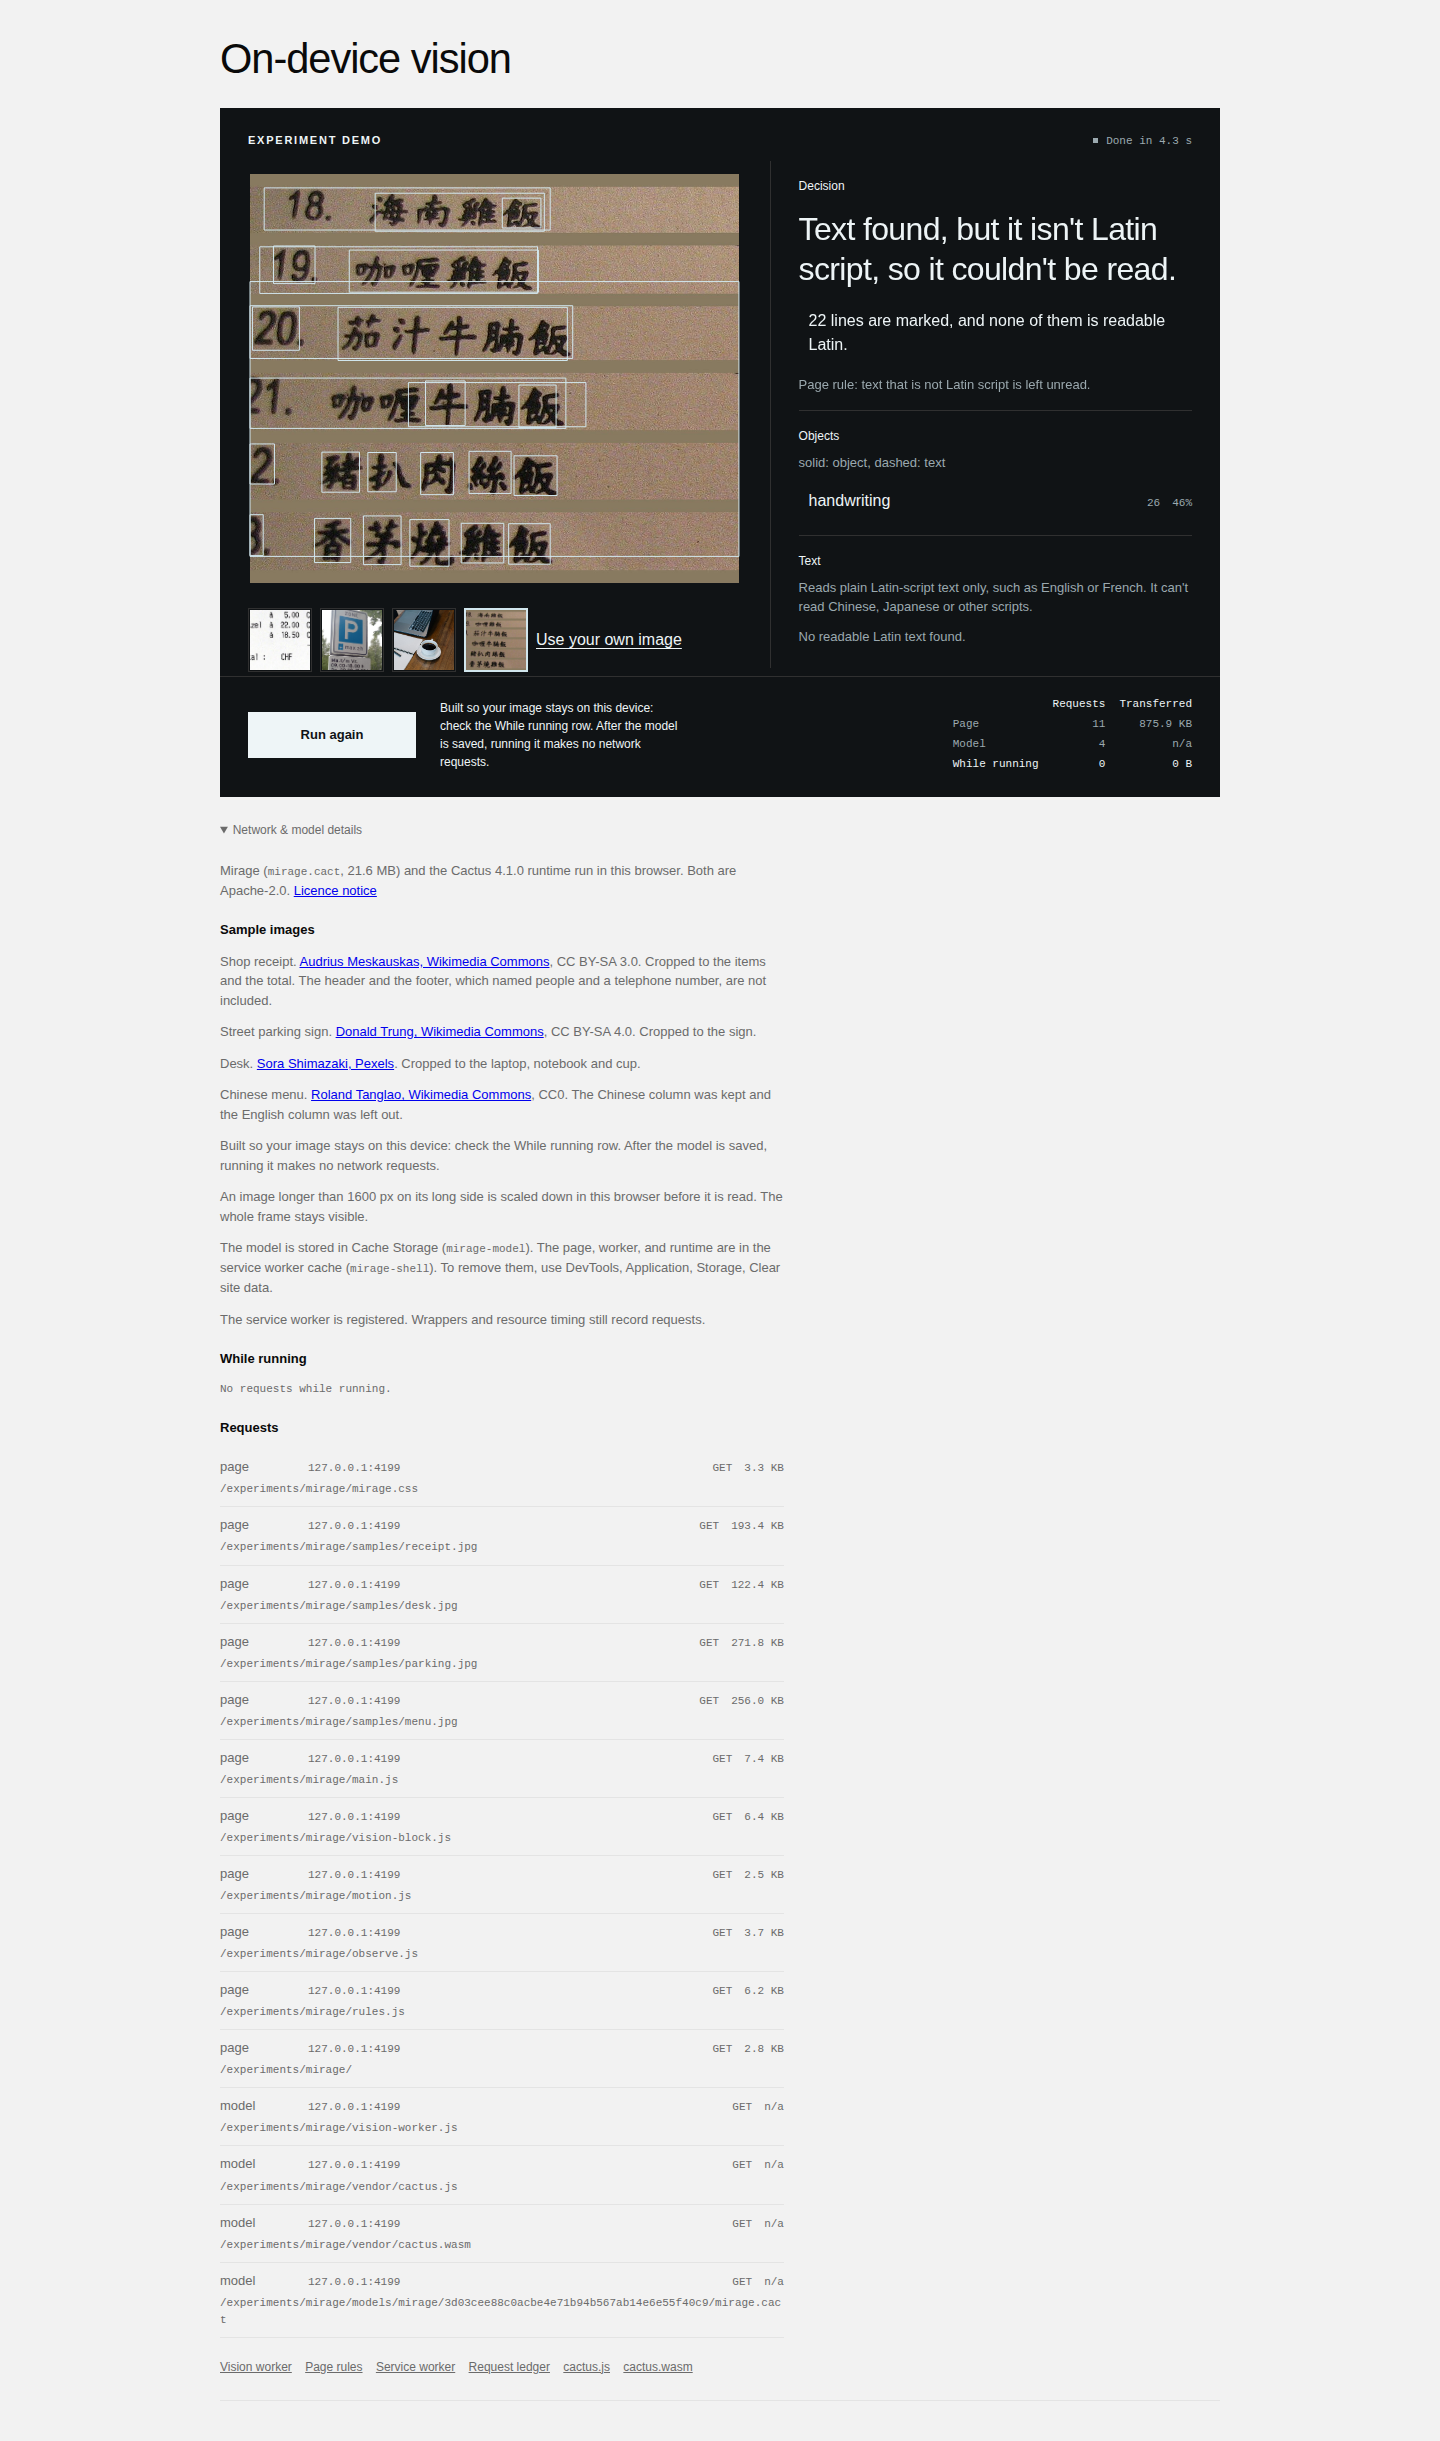 On-device vision
EXPERIMENT DEMO
Done in 4.3 s
18. 海南雞飯
19. 咖喱雞飯
20. 茄汁牛腩飯
21. 咖喱牛腩飯
2. 豬扒肉絲飯
3. 香茅燒雞飯
Decision
Text found, but it isn't Latin
script, so it couldn't be read.
22 lines are marked, and none of them is readable
Latin.
Page rule: text that is not Latin script is left unread.
Objects
solid: object, dashed: text
handwriting 26 46%
Text
Reads plain Latin-script text only, such as English or French. It can't
read Chinese, Japanese or other scripts.
No readable Latin text found.
à 5.00
à 22.00
à 18.50
CHF
P
Use your own image
Run again
Built so your image stays on this device:
check the While running row. After the model
is saved, running it makes no network
requests.
Requests Transferred
Page 11 875.9 KB
Model 4 n/a
While running 0 0 B
▼ Network & model details
Mirage (mirage.cact, 21.6 MB) and the Cactus 4.1.0 runtime run in this browser. Both are
Apache-2.0. Licence notice
Sample images
Shop receipt. Audrius Meskauskas, Wikimedia Commons, CC BY-SA 3.0. Cropped to the items
and the total. The header and the footer, which named people and a telephone number, are not
included.
Street parking sign. Donald Trung, Wikimedia Commons, CC BY-SA 4.0. Cropped to the sign.
Desk. Sora Shimazaki, Pexels. Cropped to the laptop, notebook and cup.
Chinese menu. Roland Tanglao, Wikimedia Commons, CC0. The Chinese column was kept and
the English column was left out.
Built so your image stays on this device: check the While running row. After the model is saved,
running it makes no network requests.
An image longer than 1600 px on its long side is scaled down in this browser before it is read. The
whole frame stays visible.
The model is stored in Cache Storage (mirage-model). The page, worker, and runtime are in the
service worker cache (mirage-shell). To remove them, use DevTools, Application, Storage, Clear
site data.
The service worker is registered. Wrappers and resource timing still record requests.
While running
No requests while running.
Requests
page 127.0.0.1:4199 GET 3.3 KB
/experiments/mirage/mirage.css
page 127.0.0.1:4199 GET 193.4 KB
/experiments/mirage/samples/receipt.jpg
page 127.0.0.1:4199 GET 122.4 KB
/experiments/mirage/samples/desk.jpg
page 127.0.0.1:4199 GET 271.8 KB
/experiments/mirage/samples/parking.jpg
page 127.0.0.1:4199 GET 256.0 KB
/experiments/mirage/samples/menu.jpg
page 127.0.0.1:4199 GET 7.4 KB
/experiments/mirage/main.js
page 127.0.0.1:4199 GET 6.4 KB
/experiments/mirage/vision-block.js
page 127.0.0.1:4199 GET 2.5 KB
/experiments/mirage/motion.js
page 127.0.0.1:4199 GET 3.7 KB
/experiments/mirage/observe.js
page 127.0.0.1:4199 GET 6.2 KB
/experiments/mirage/rules.js
page 127.0.0.1:4199 GET 2.8 KB
/experiments/mirage/
model 127.0.0.1:4199 GET n/a
/experiments/mirage/vision-worker.js
model 127.0.0.1:4199 GET n/a
/experiments/mirage/vendor/cactus.js
model 127.0.0.1:4199 GET n/a
/experiments/mirage/vendor/cactus.wasm
model 127.0.0.1:4199 GET n/a
/experiments/mirage/models/mirage/3d03cee88c0acbe4e71b94b567ab14e6e55f40c9/mirage.cac
t
Vision worker Page rules Service worker Request ledger cactus.js cactus.wasm